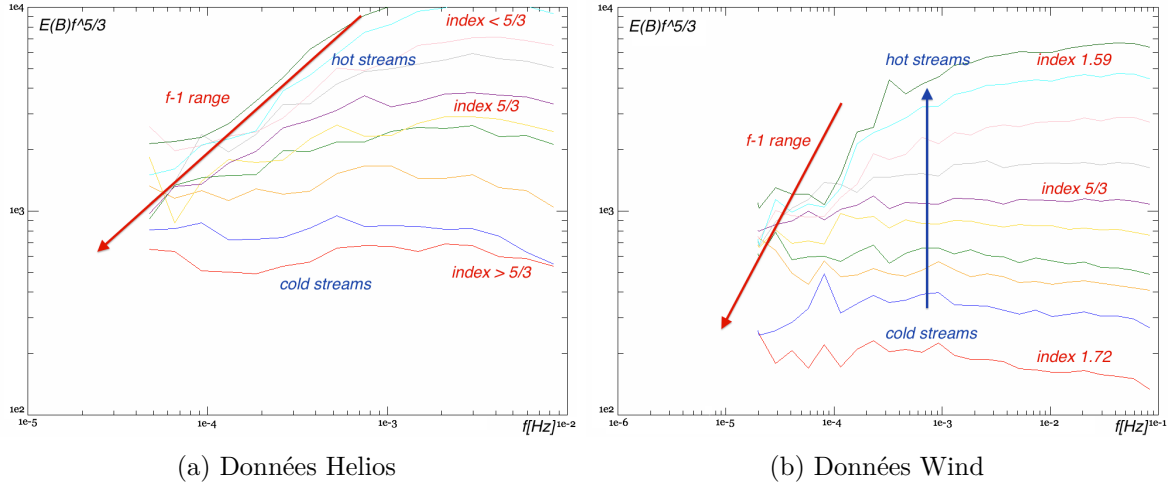 E(B)f^5/3
1e4
index < 5/3
hot streams
f-1 range
index 5/3
1e3
index > 5/3
cold streams
1e2
1e-5
1e-4
1e-3
f[Hz]
1e-2
(a) Données Helios
E(B)f^5/3
1e4
hot streams
index 1.59
f-1 range
index 5/3
1e3
cold streams
index 1.72
1e2
1e-6
1e-5
1e-4
1e-3
1e-2
f[Hz]
1e-1
(b) Données Wind